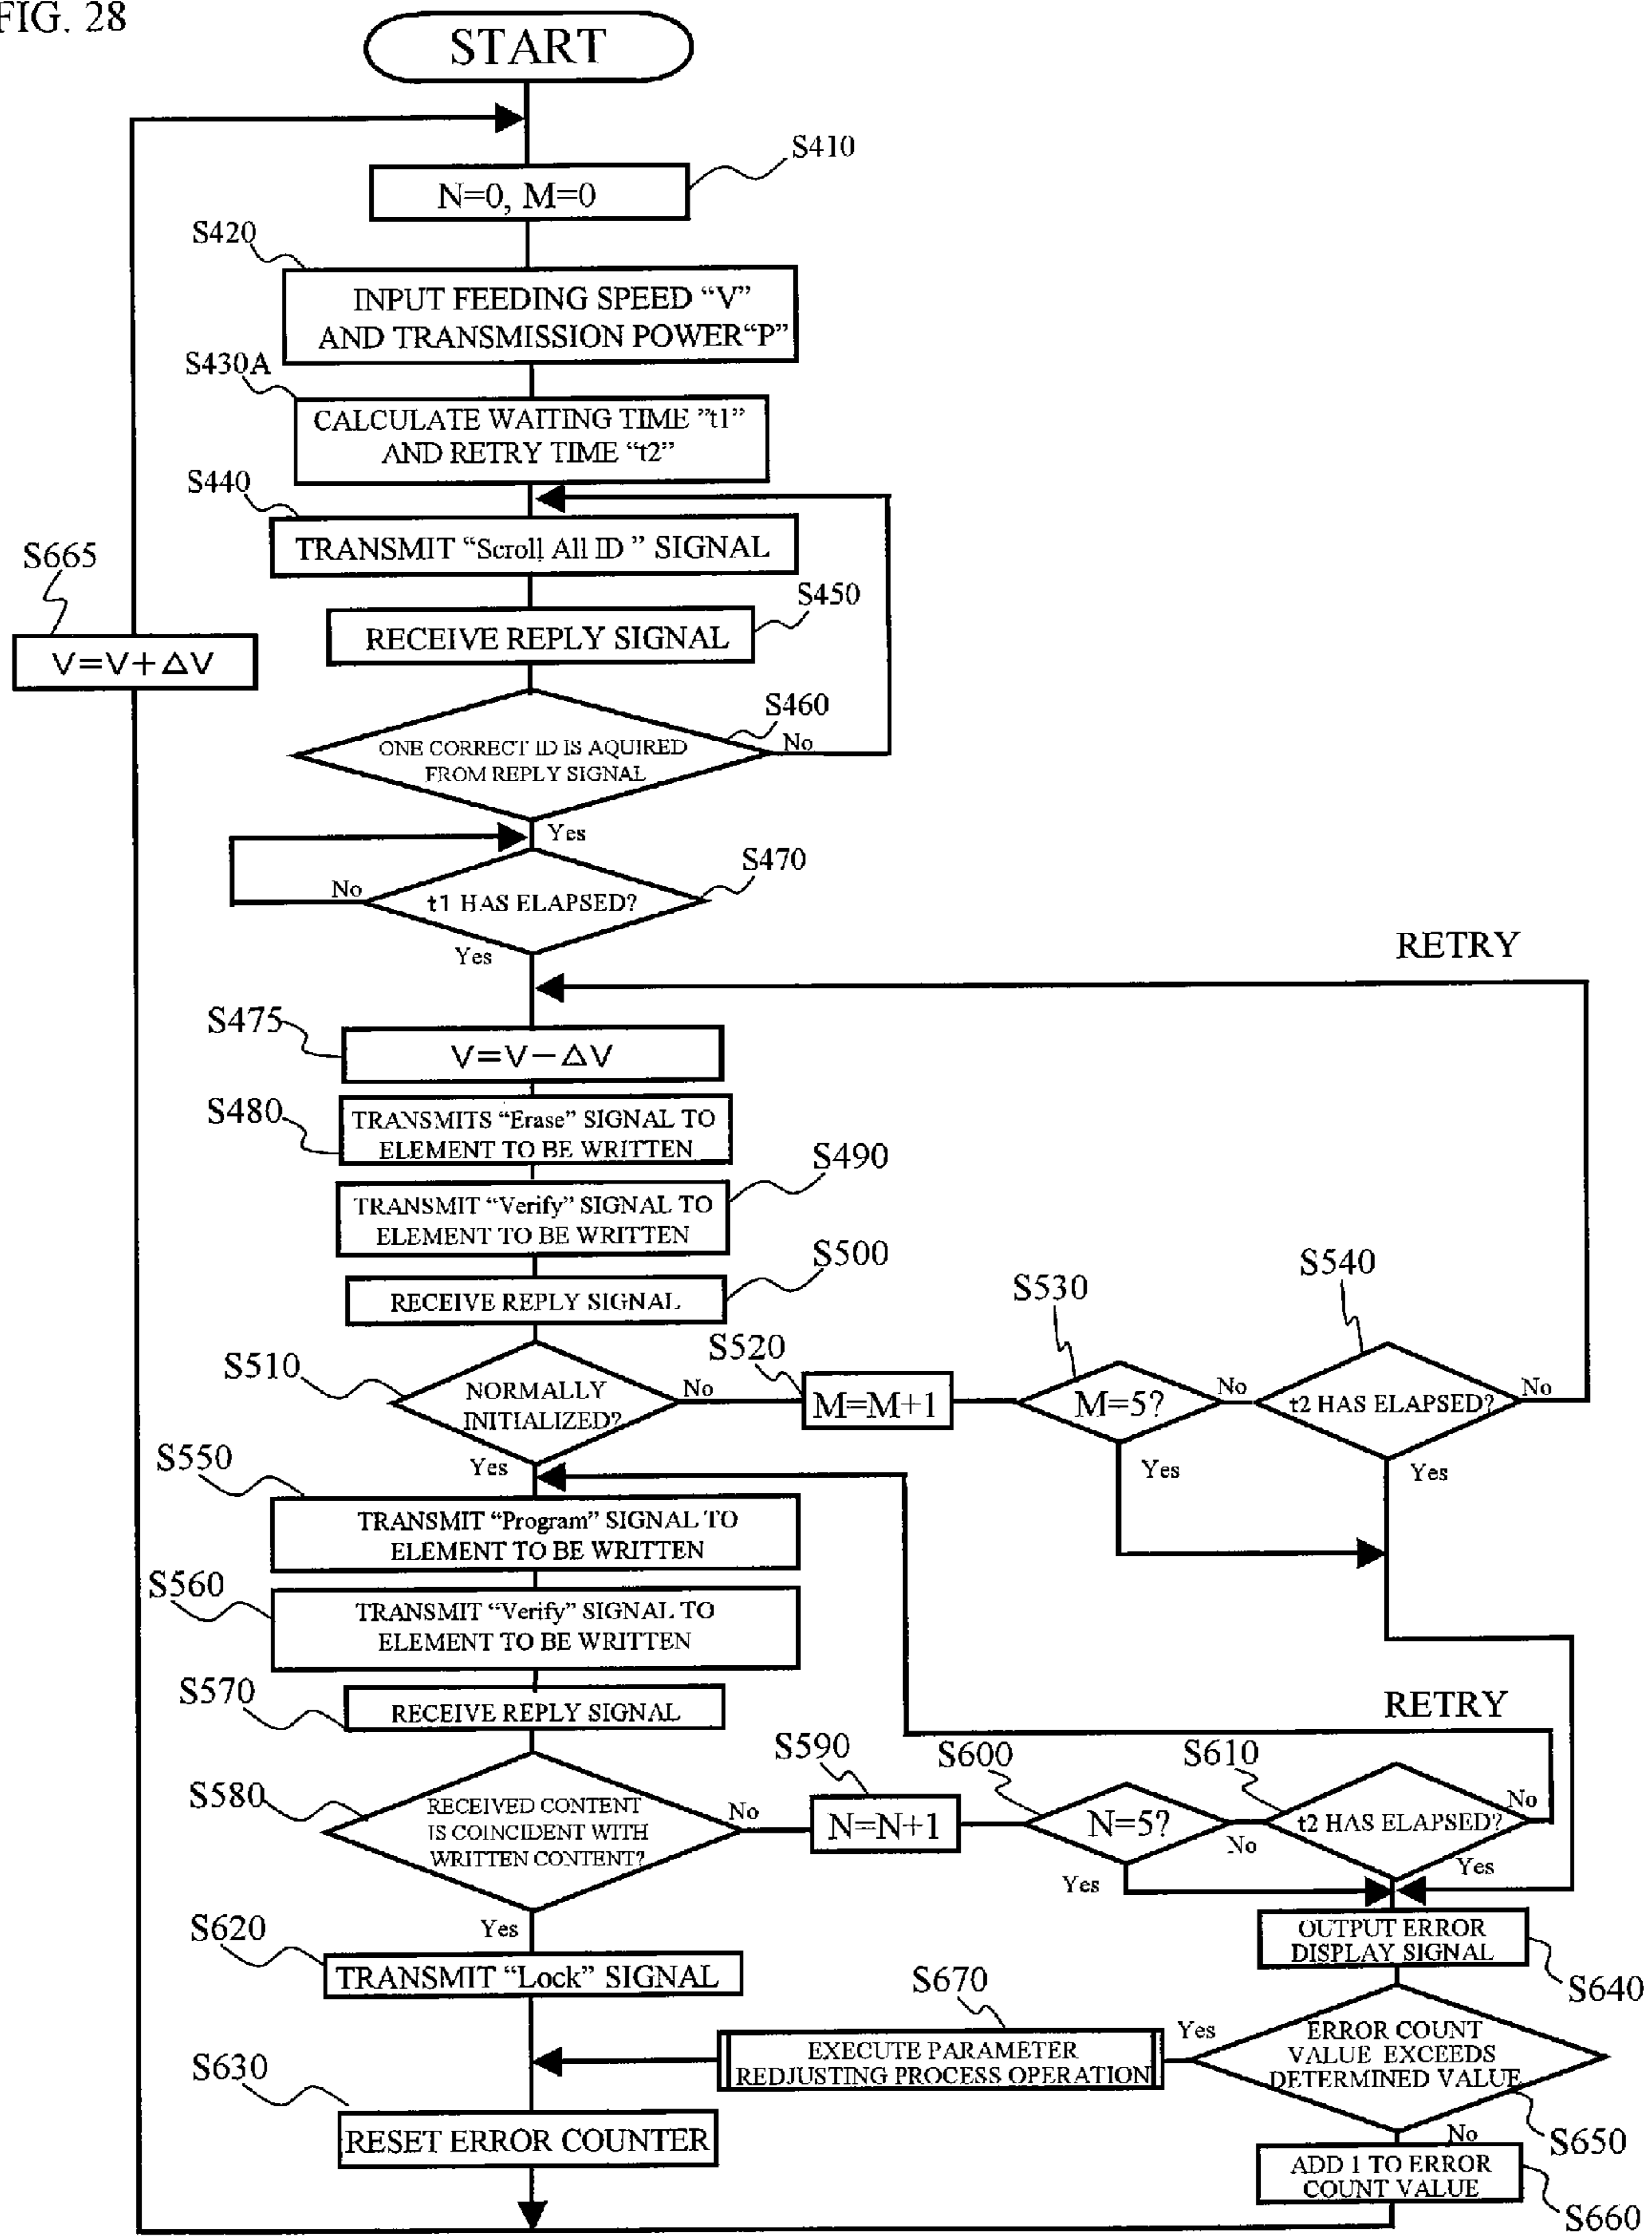 FIG. 28
START
S410
N=0, M=0
S420
INPUT FEEDING SPEED “V”
AND TRANSMISSION POWER“P”
S430A
CALCULATE WAITING TIME ”t1”
AND RETRY TIME “t2”
S440
TRANSMIT “Scroll All ID ” SIGNAL
S665
V=V+△V
S450
RECEIVE REPLY SIGNAL
S460
ONE CORRECT ID IS AQUIRED
FROM REPLY SIGNAL
No
Yes
S470
t1 HAS ELAPSED?
No
Yes
RETRY
S475
V=V−△V
S480
TRANSMITS “Erase” SIGNAL TO
ELEMENT TO BE WRITTEN
S490
TRANSMIT “Verify” SIGNAL TO
ELEMENT TO BE WRITTEN
S500
RECEIVE REPLY SIGNAL
S510
NORMALLY
INITIALIZED?
No
Yes
S520
M=M+1
S530
M=5?
No
Yes
S540
t2 HAS ELAPSED?
No
Yes
S550
TRANSMIT “Program” SIGNAL TO
ELEMENT TO BE WRITTEN
S560
TRANSMIT “Verify” SIGNAL TO
ELEMENT TO BE WRITTEN
S570
RECEIVE REPLY SIGNAL
RETRY
S580
RECEIVED CONTENT
IS COINCIDENT WITH
WRITTEN CONTENT?
No
Yes
S590
N=N+1
S600
N=5?
No
Yes
S610
t2 HAS ELAPSED?
No
Yes
S620
TRANSMIT “Lock” SIGNAL
OUTPUT ERROR
DISPLAY SIGNAL
S640
S670
EXECUTE PARAMETER
REDJUSTING PROCESS OPERATION
Yes
ERROR COUNT
VALUE EXCEEDS
DETERMINED VALUE
S650
No
S630
RESET ERROR COUNTER
ADD 1 TO ERROR
COUNT VALUE
S660